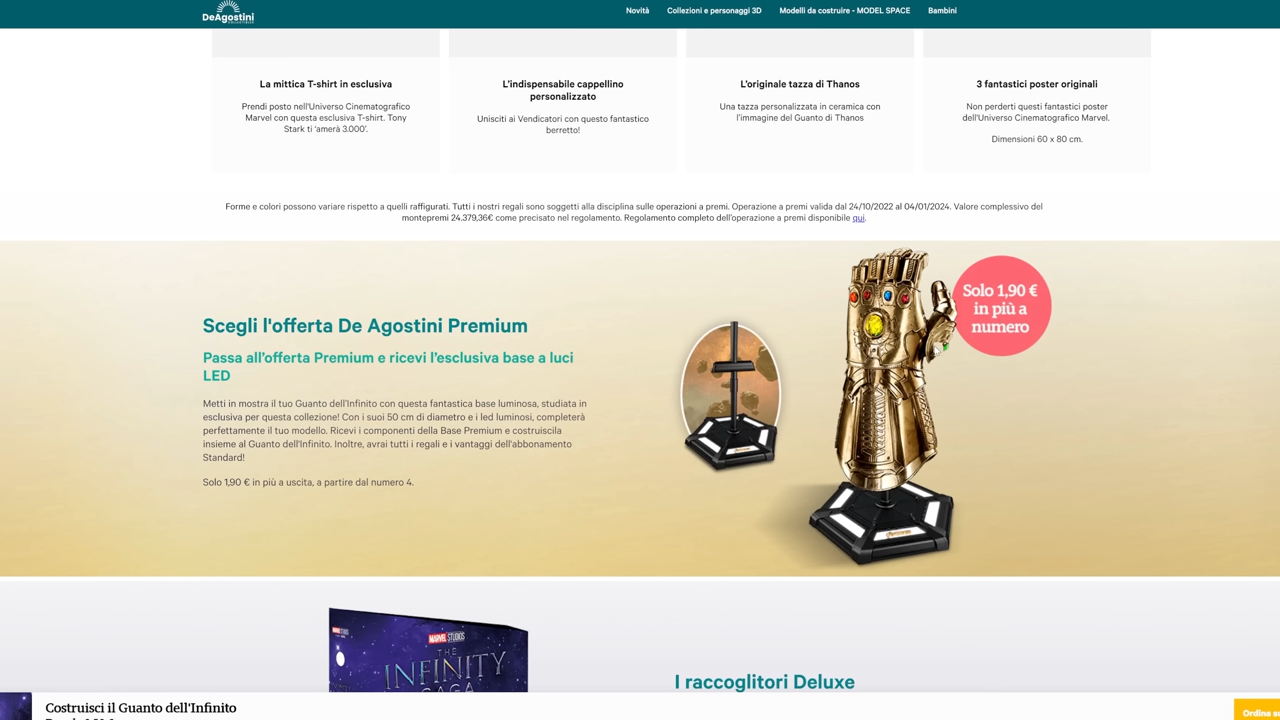 DeAgostini
Novità
Collezioni e personaggi 3D
Modelli da costruire - MODEL SPACE
Bambini
La mittica T-shirt in esclusiva
Prendi posto nell'Universo Cinematografico
Marvel con questa esclusiva T-shirt. Tony
Stark ti 'amerà 3.000'.
L'indispensabile cappellino
personalizzato
Unisciti ai Vendicatori con questo fantastico
berretto!
L'originale tazza di Thanos
Una tazza personalizzata in ceramica con
l'immagine del Guanto di Thanos
3 fantastici poster originali
Non perderti questi fantastici poster
dell'Universo Cinematografico Marvel.
Dimensioni 60 x 80 cm.
Forme e colori possono variare rispetto a quelli raffigurati. Tutti i nostri regali sono soggetti alla disciplina sulle operazioni a premi. Operazione a premi valida dal 24/10/2022 al 04/01/2024. Valore complessivo del
montepremi 24.379,36€ come precisato nel regolamento. Regolamento completo dell'operazione a premi disponibile qui.
Scegli l'offerta De Agostini Premium
Passa all'offerta Premium e ricevi l'esclusiva base a luci
LED
Metti in mostra il tuo Guanto dell'Infinito con questa fantastica base luminosa, studiata in
esclusiva per questa collezione! Con i suoi 50 cm di diametro e i led luminosi, completerà
perfettamente il tuo modello. Ricevi i componenti della Base Premium e costruiscila
insieme al Guanto dell'Infinito. Inoltre, avrai tutti i regali e i vantaggi dell'abbonamento
Standard!
Solo 1,90 € in più a uscita, a partire dal numero 4.
Solo 1,90 €
in più a
numero
MARVEL STUDIOS
THE
INFINITY
SAGA
I raccoglitori Deluxe
Costruisci il Guanto dell'Infinito
Ordina su